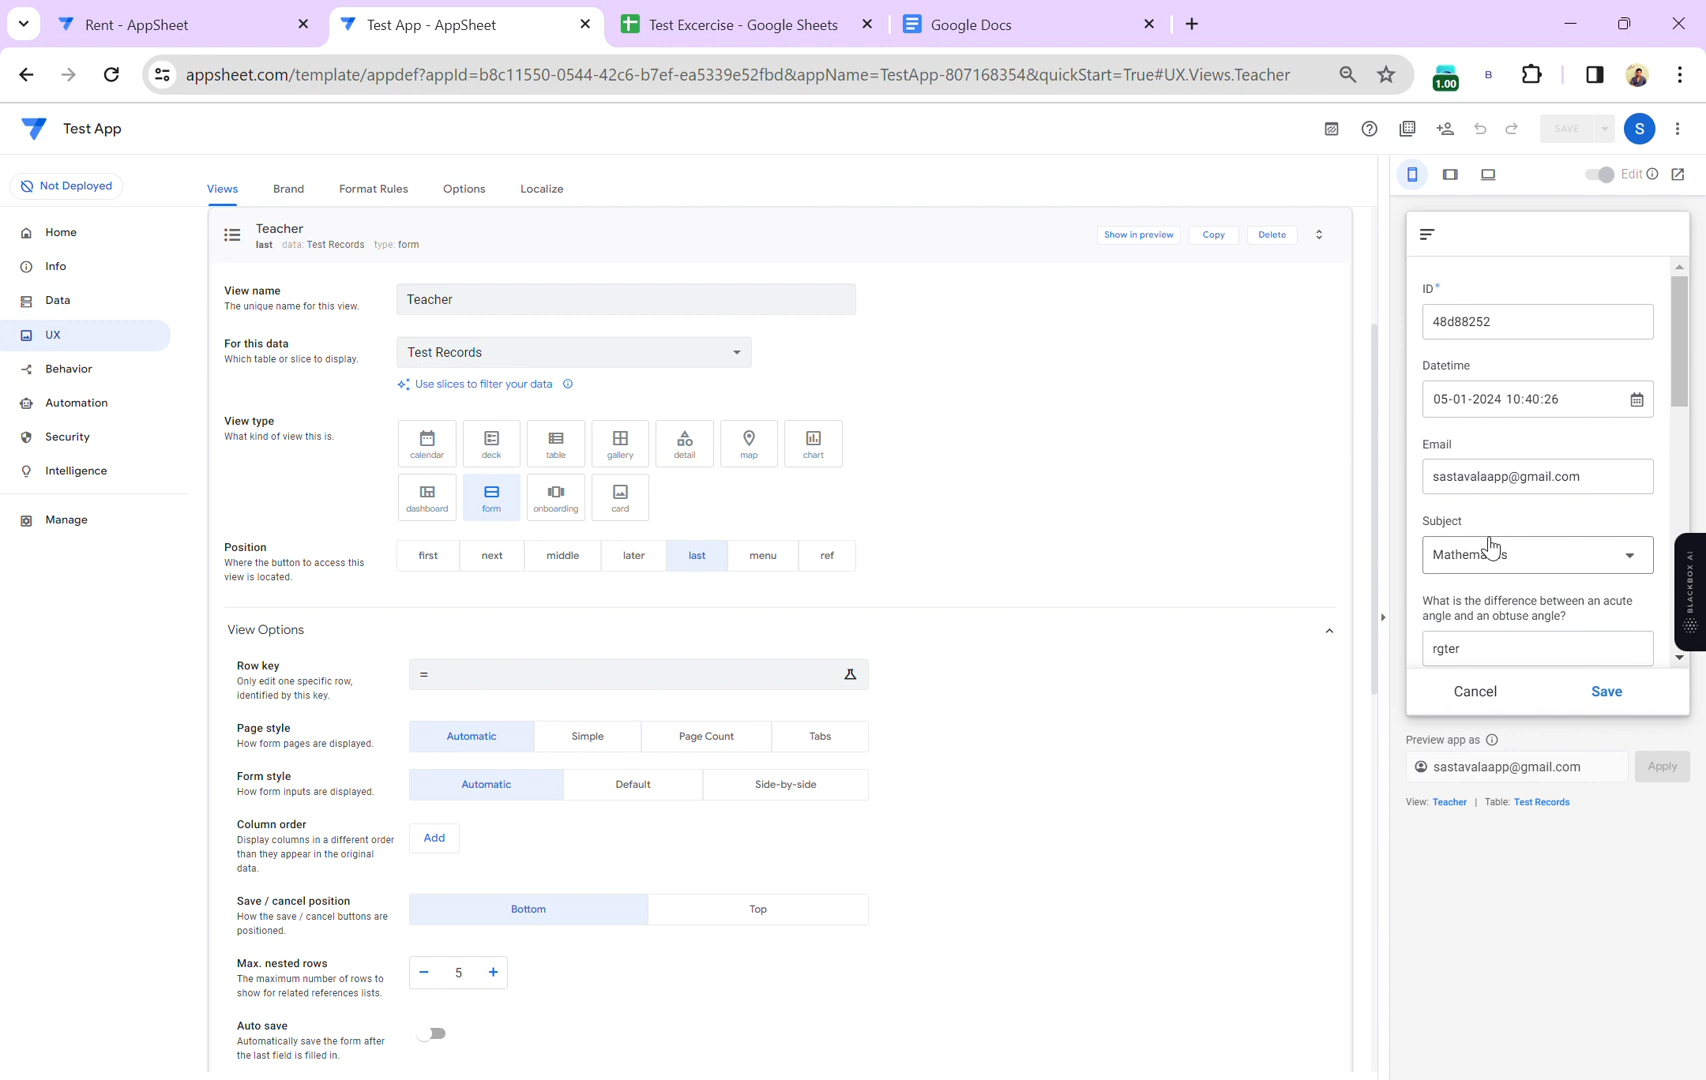 Rent - AppSheet
Test App - AppSheet
Test Excercise - Google Sheets
Google Docs
appsheet.com/template/appdef?appId=b8c11550-0544-42c6-b7ef-ea5339e52fbd&appName=TestApp-807168354&quickStart=True#UX.Views.Teacher
1.00
B
Test App
SAVE
S
Not Deployed
Views
Brand
Format Rules
Options
Localize
Edit
Home
Info
Data
UX
Behavior
Automation
Security
Intelligence
Manage
Teacher
last data: Test Records type: form
Show in preview
Copy
Delete
View name
The unique name for this view.
Teacher
For this data
Which table or slice to display.
Test Records
Use slices to filter your data
View type
What kind of view this is.
calendar
deck
table
gallery
detail
map
chart
dashboard
form
onboarding
card
Position
Where the button to access this
view is located.
first
next
middle
later
last
menu
ref
View Options
Row key
Only edit one specific row,
identified by this key.
=
Page style
How form pages are displayed.
Automatic
Simple
Page Count
Tabs
Form style
How form inputs are displayed.
Automatic
Default
Side-by-side
Column order
Display columns in a different order
than they appear in the original
data.
Add
Save / cancel position
How the save / cancel buttons are
positioned.
Bottom
Top
Max. nested rows
The maximum number of rows to
show for related references lists.
5
Auto save
Automatically save the form after
the last field is filled in.
ID*
48d88252
Datetime
05-01-2024 10:40:26
Email
sastavalaapp@gmail.com
Subject
What is the difference between an acute
angle and an obtuse angle?
rgter
Cancel
Save
BLACKBOX AI
Preview app as
sastavalaapp@gmail.com
Apply
View: Teacher | Table: Test Records